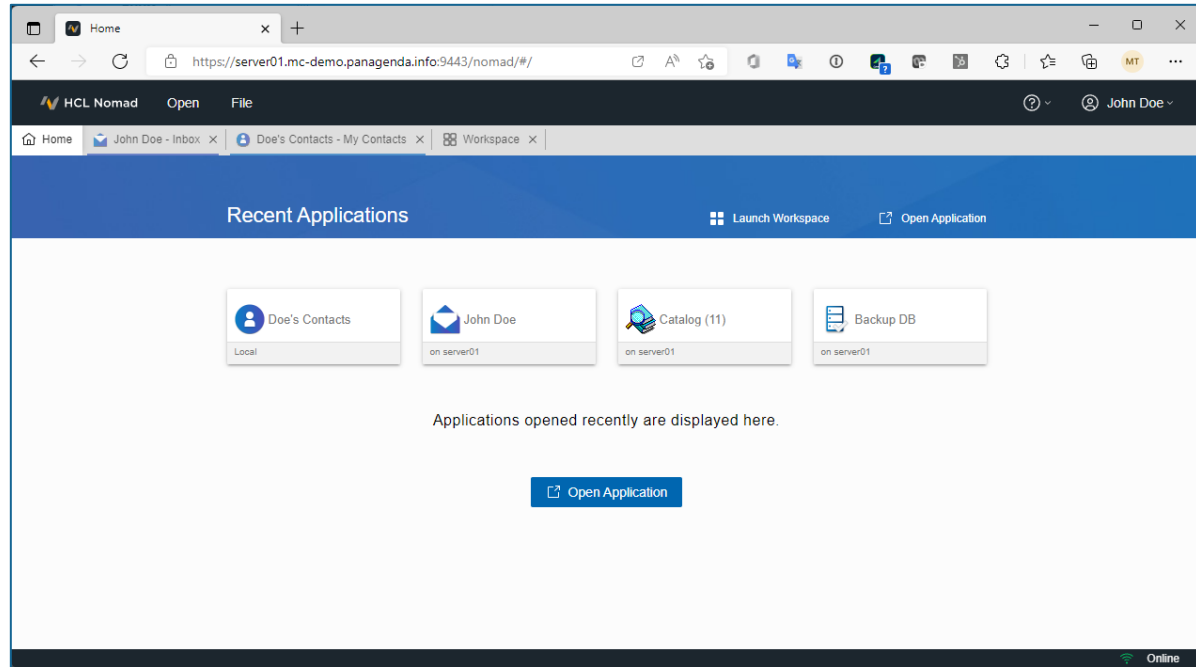 Home
https://server01.mc-demo.panagenda.info:9443/nomad/#/
MT
HCL Nomad Open File John Doe
Home John Doe - Inbox Doe's Contacts - My Contacts Workspace
Recent Applications Launch Workspace Open Application
Doe's Contacts John Doe Catalog (11) Backup DB
Local on server01 on server01 on server01
Applications opened recently are displayed here.
Open Application
Online